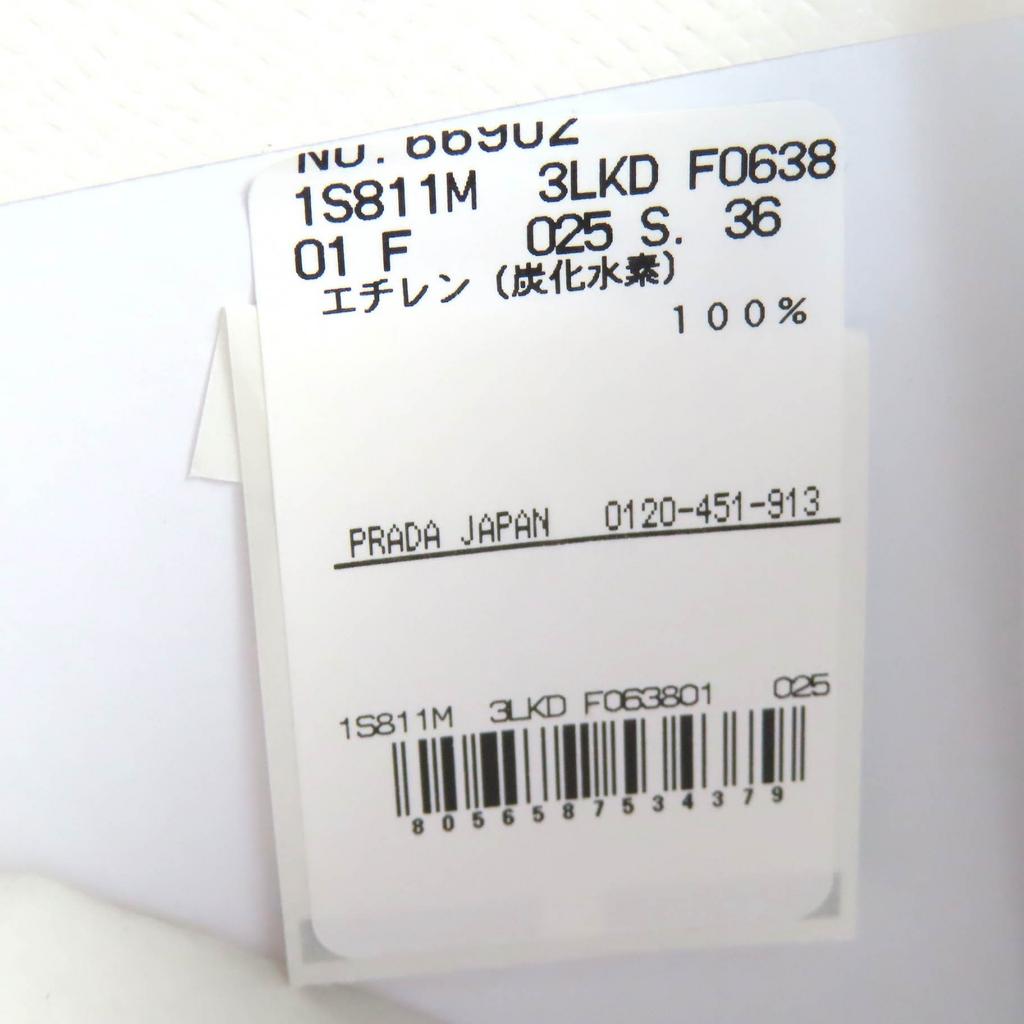 NO. 66902
1S811M 3LKD F0638
01 F 025 S. 36
エチレン (炭化水素)
100%
PRADA JAPAN 0120-451-913
1S811M 3LKD F063801 025
8056587534379